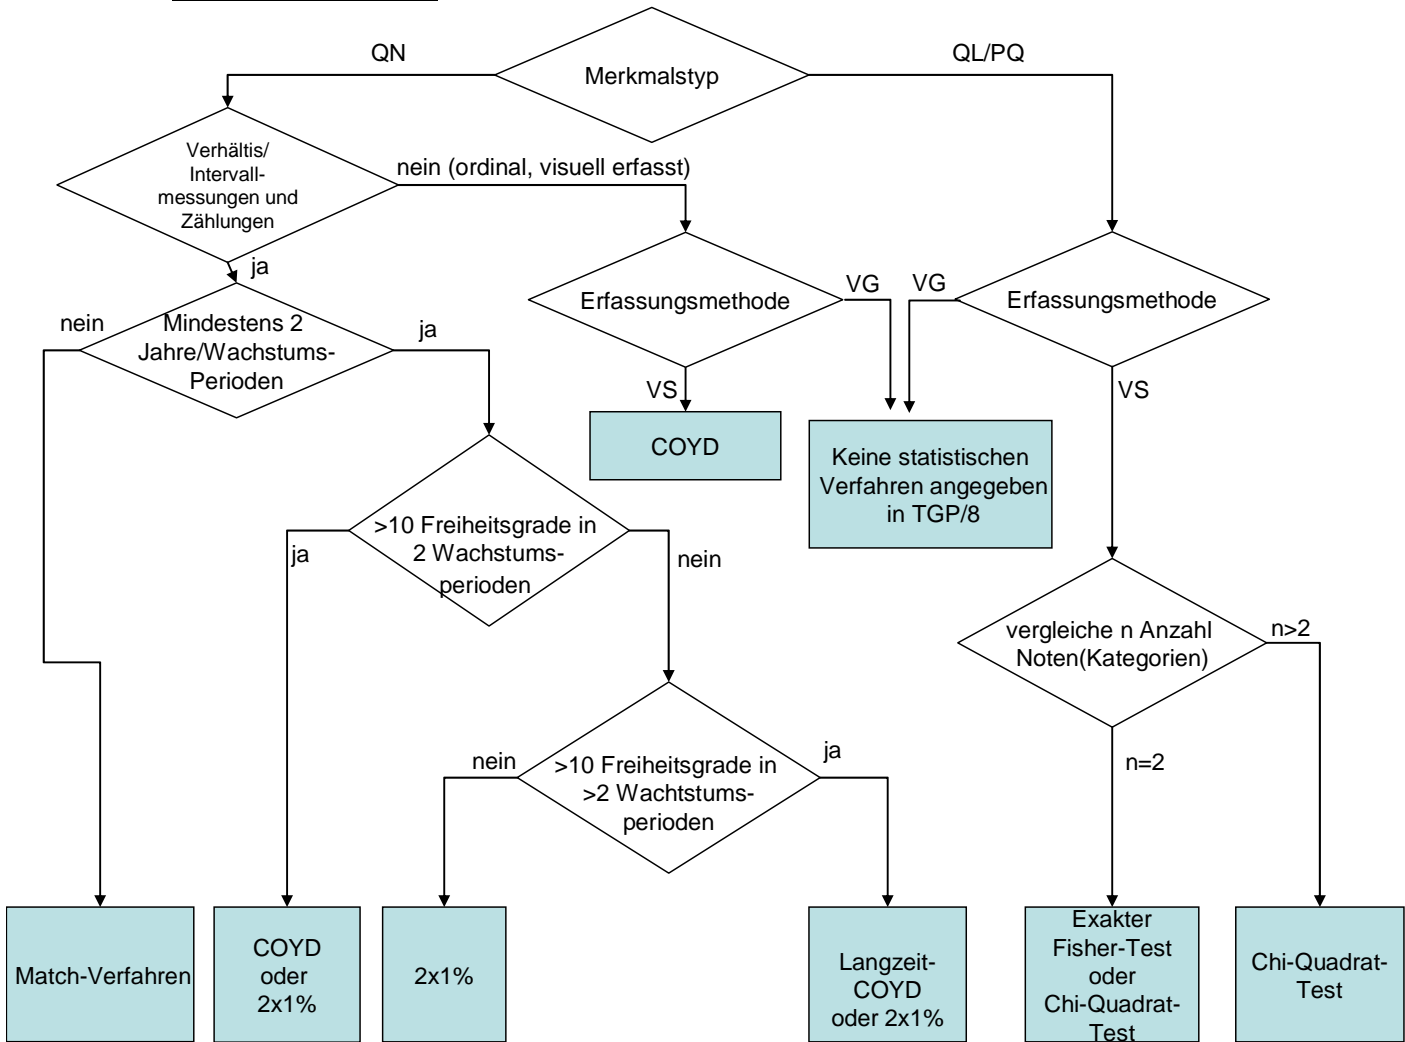 QN
Merkmalstyp
QL/PQ
Verhältis/
Intervall-
messungen und
Zählungen
nein (ordinal, visuell erfasst)
ja
Erfassungsmethode
VG
VG
Erfassungsmethode
nein
Mindestens 2
Jahre/Wachstums-
Perioden
ja
VS
VS
COYD
Keine statistischen
Verfahren angegeben
in TGP/8
>10 Freiheitsgrade in
2 Wachstums-
perioden
ja
nein
vergleiche n Anzahl
Noten(Kategorien)
n>2
n=2
nein
>10 Freiheitsgrade in
>2 Wachtstums-
perioden
ja
Match-Verfahren
COYD
oder
2x1%
2x1%
Langzeit-
COYD
oder 2x1%
Exakter
Fisher-Test
oder
Chi-Quadrat-
Test
Chi-Quadrat-
Test